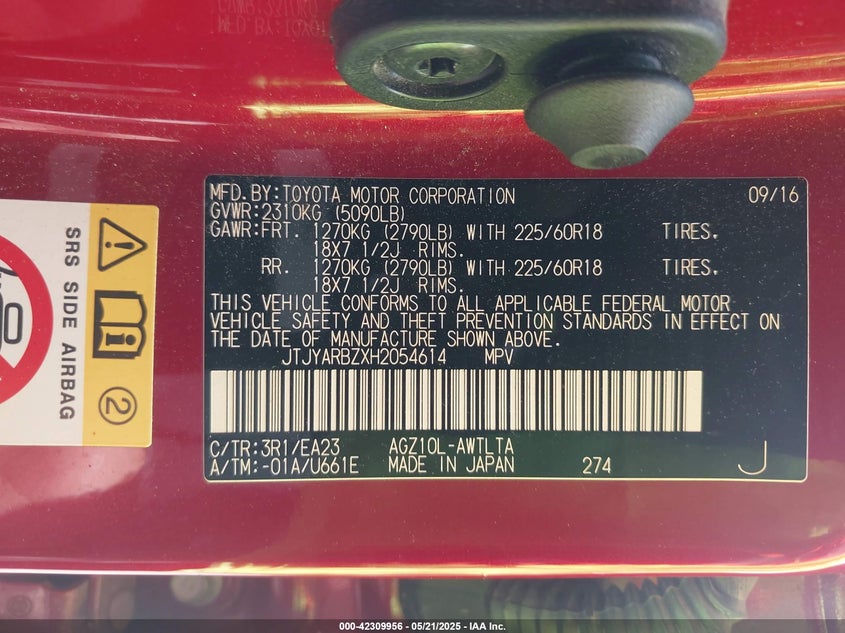 MFD.BY:TOYOTA MOTOR CORPORATION 09/16
GVWR:2310KG (5090LB)
GAWR:FRT. 1270KG (2790LB) WITH 225/60R18 TIRES.
18X7 1/2J RIMS.
RR. 1270KG (2790LB) WITH 225/60R18 TIRES.
18X7 1/2J RIMS.
THIS VEHICLE CONFORMS TO ALL APPLICABLE FEDERAL MOTOR
VEHICLE SAFETY AND THEFT PREVENTION STANDARDS IN EFFECT ON
THE DATE OF MANUFACTURE SHOWN ABOVE.
JTJYARBZXH2054614 MPV
C/TR:3R1/EA23 AGZ10L-AWTLTA
A/TM:-01A/U661E MADE IN JAPAN 274 J
SRS SIDE AIRBAG
2
000-42309956 - 05/21/2025 - IAA Inc.